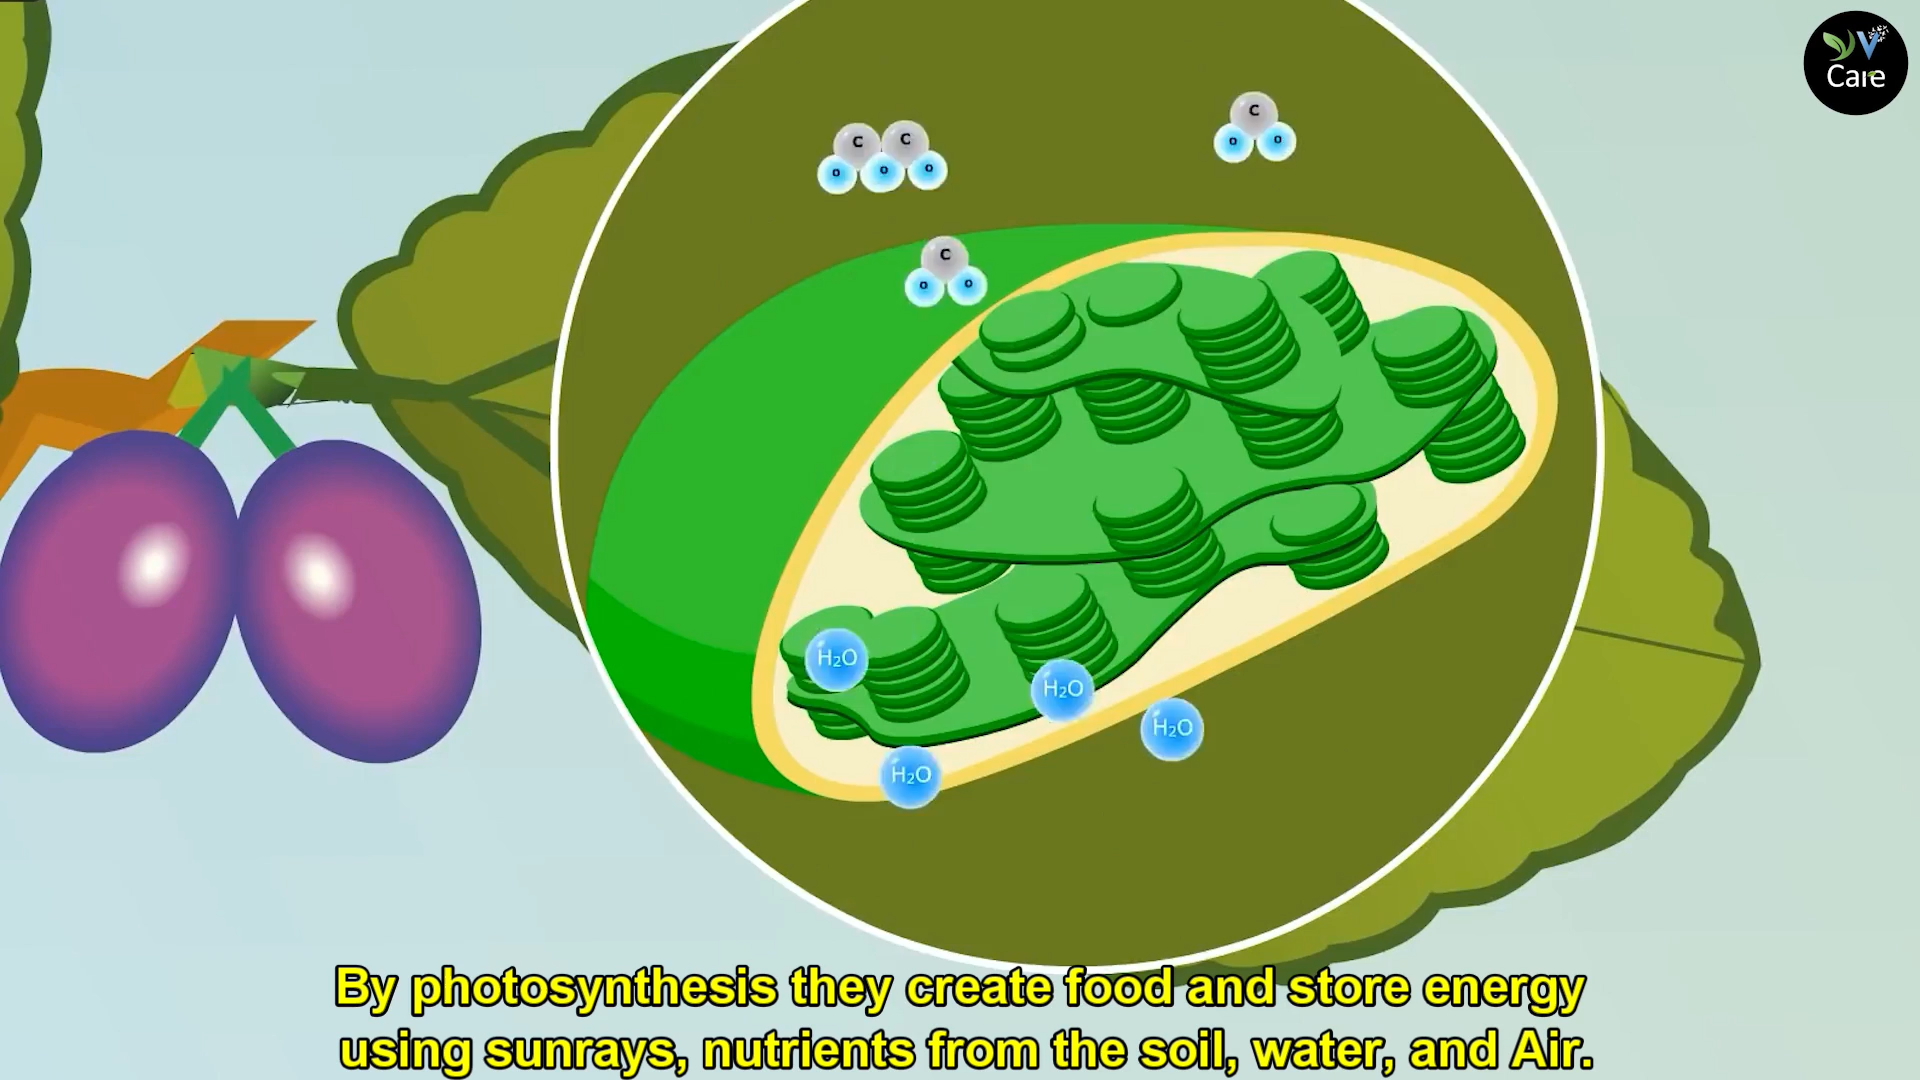 V
Care
C C
O O O
C
O O
C
O O
H₂O
H₂O
H₂O
H₂O
By photosynthesis they create food and store energy
using sunrays, nutrients from the soil, water, and Air.